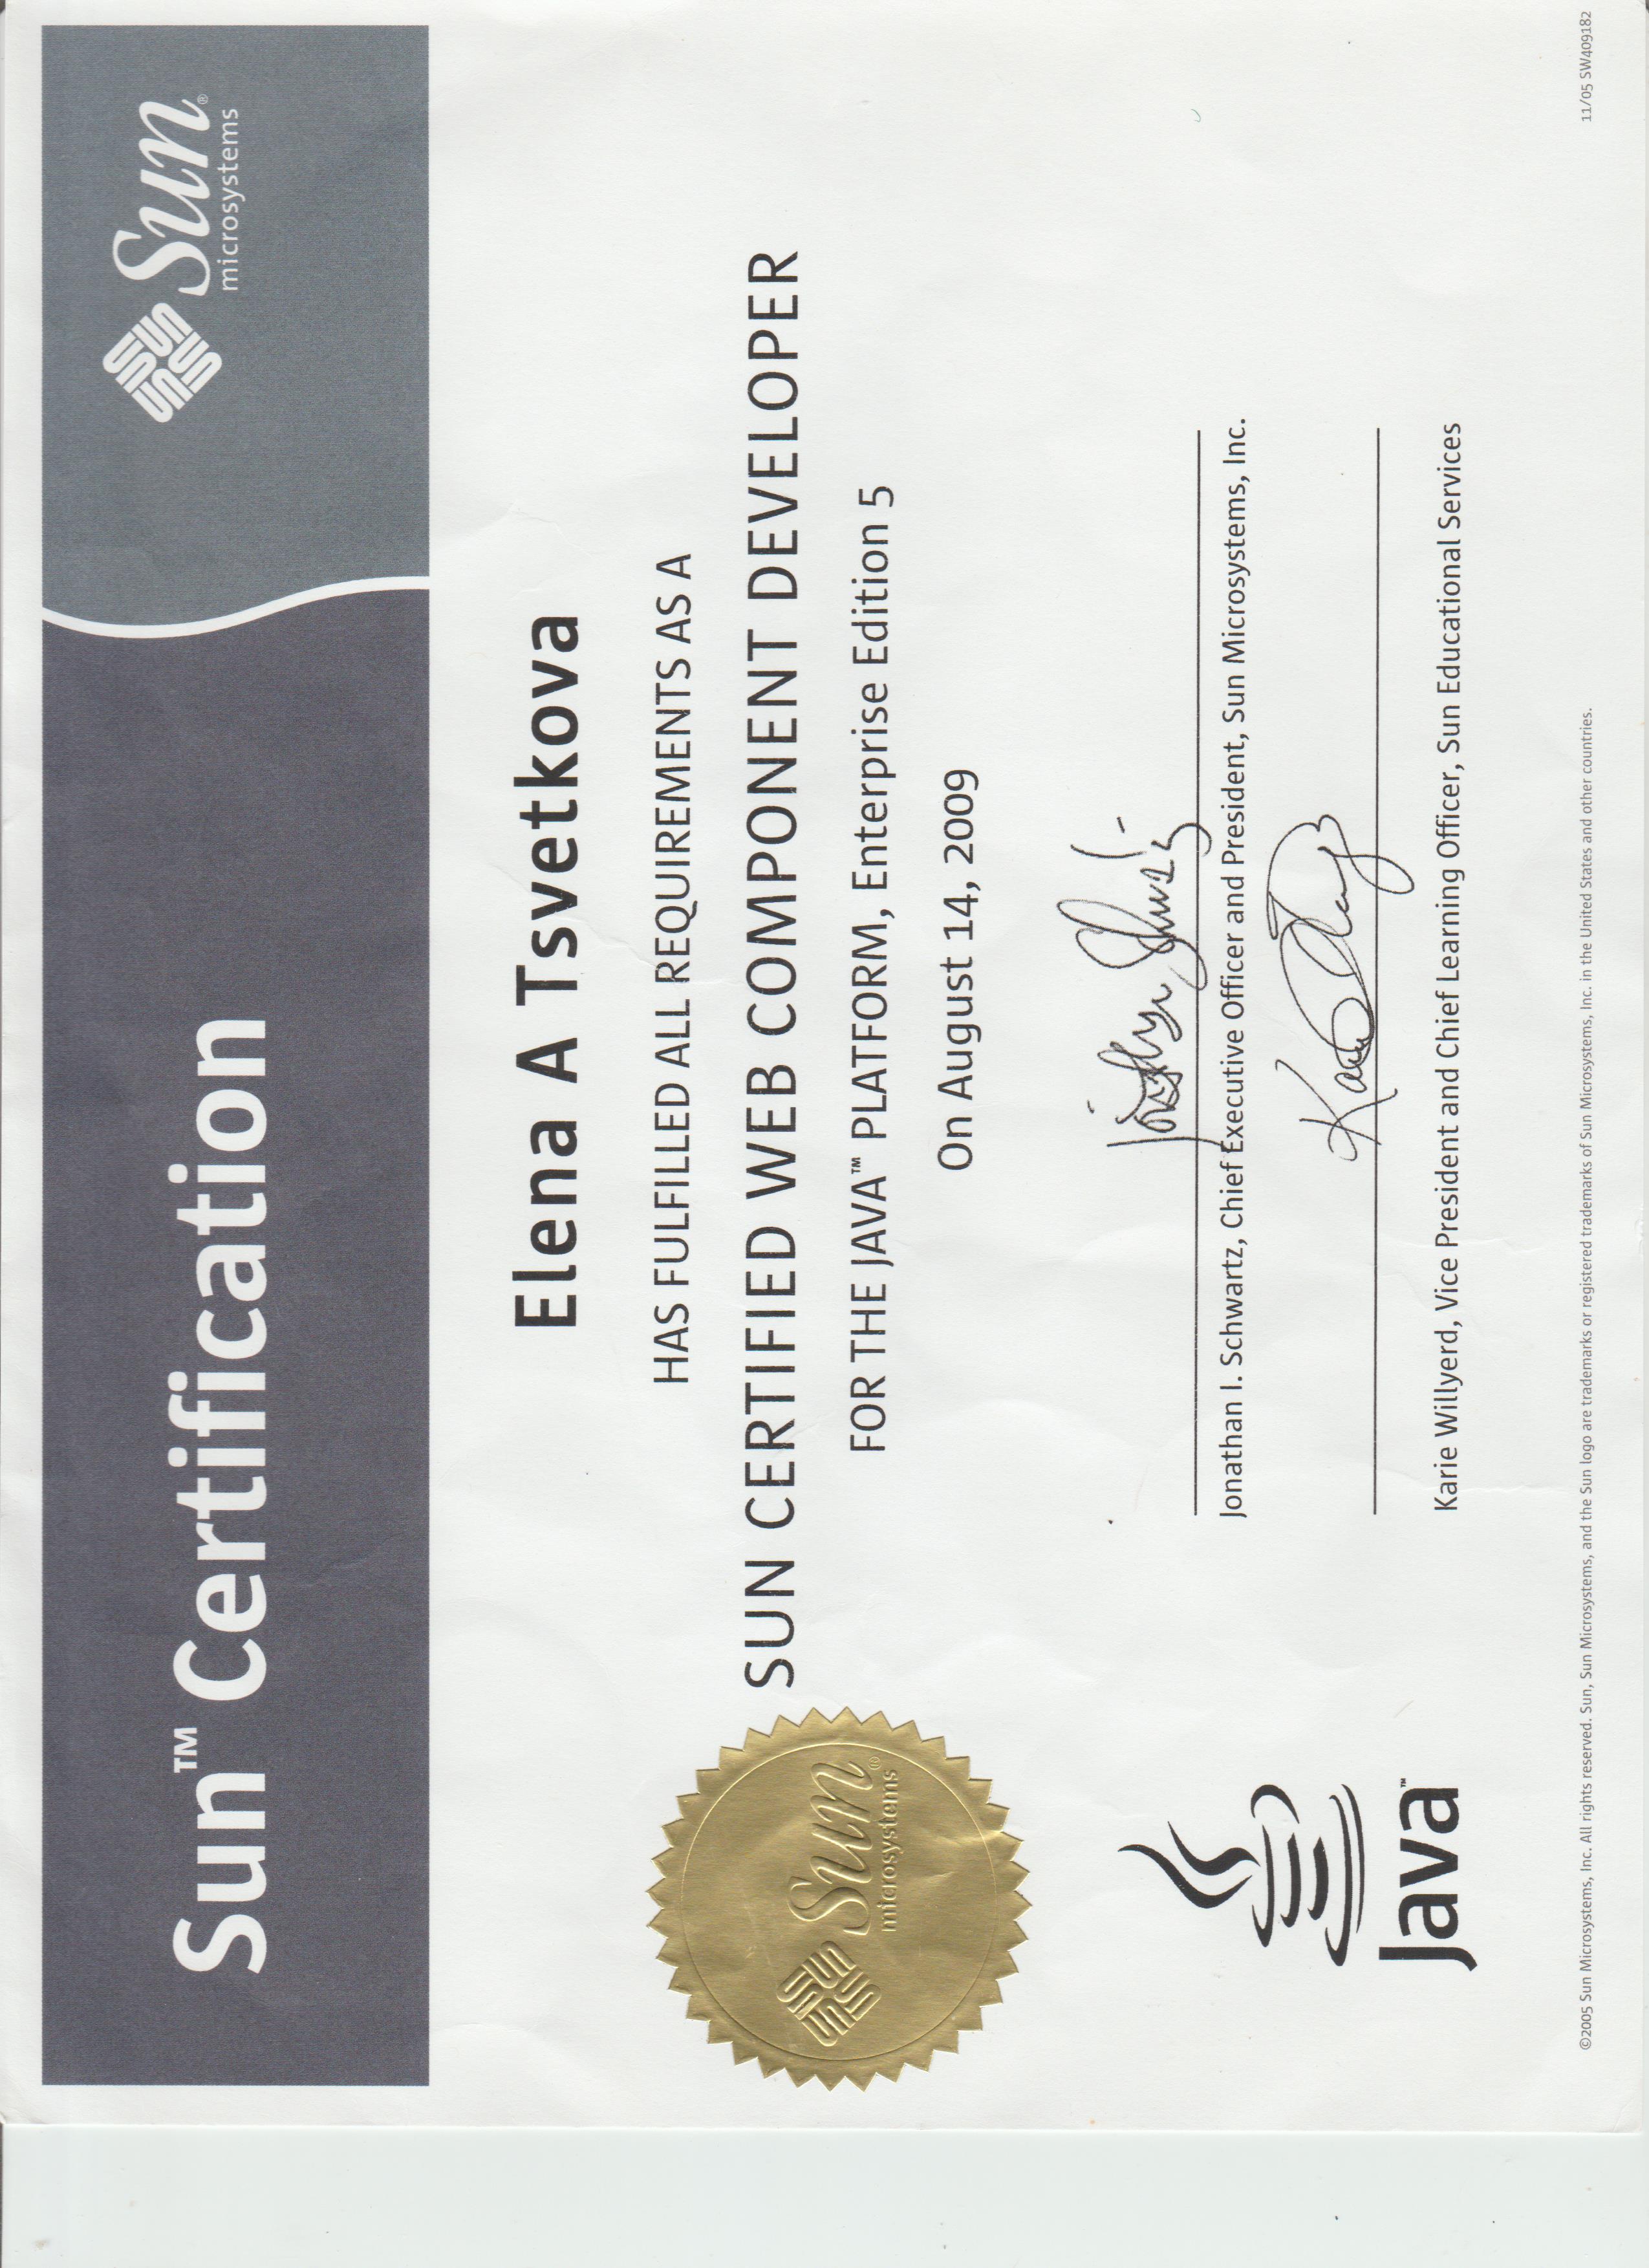 Sun™ Certification
Sun®
microsystems
Elena A Tsvetkova
HAS FULFILLED ALL REQUIREMENTS AS A
SUN CERTIFIED WEB COMPONENT DEVELOPER
FOR THE JAVA™ PLATFORM, Enterprise Edition 5
On August 14, 2009
Sun®
microsystems
Jonathan I. Schwartz, Chief Executive Officer and President, Sun Microsystems, Inc.
Karie Willyerd, Vice President and Chief Learning Officer, Sun Educational Services
Java™
©2005 Sun Microsystems, Inc. All rights reserved. Sun, Sun Microsystems, and the Sun logo are trademarks or registered trademarks of Sun Microsystems, Inc. in the United States and other countries.
11/05 SW409182